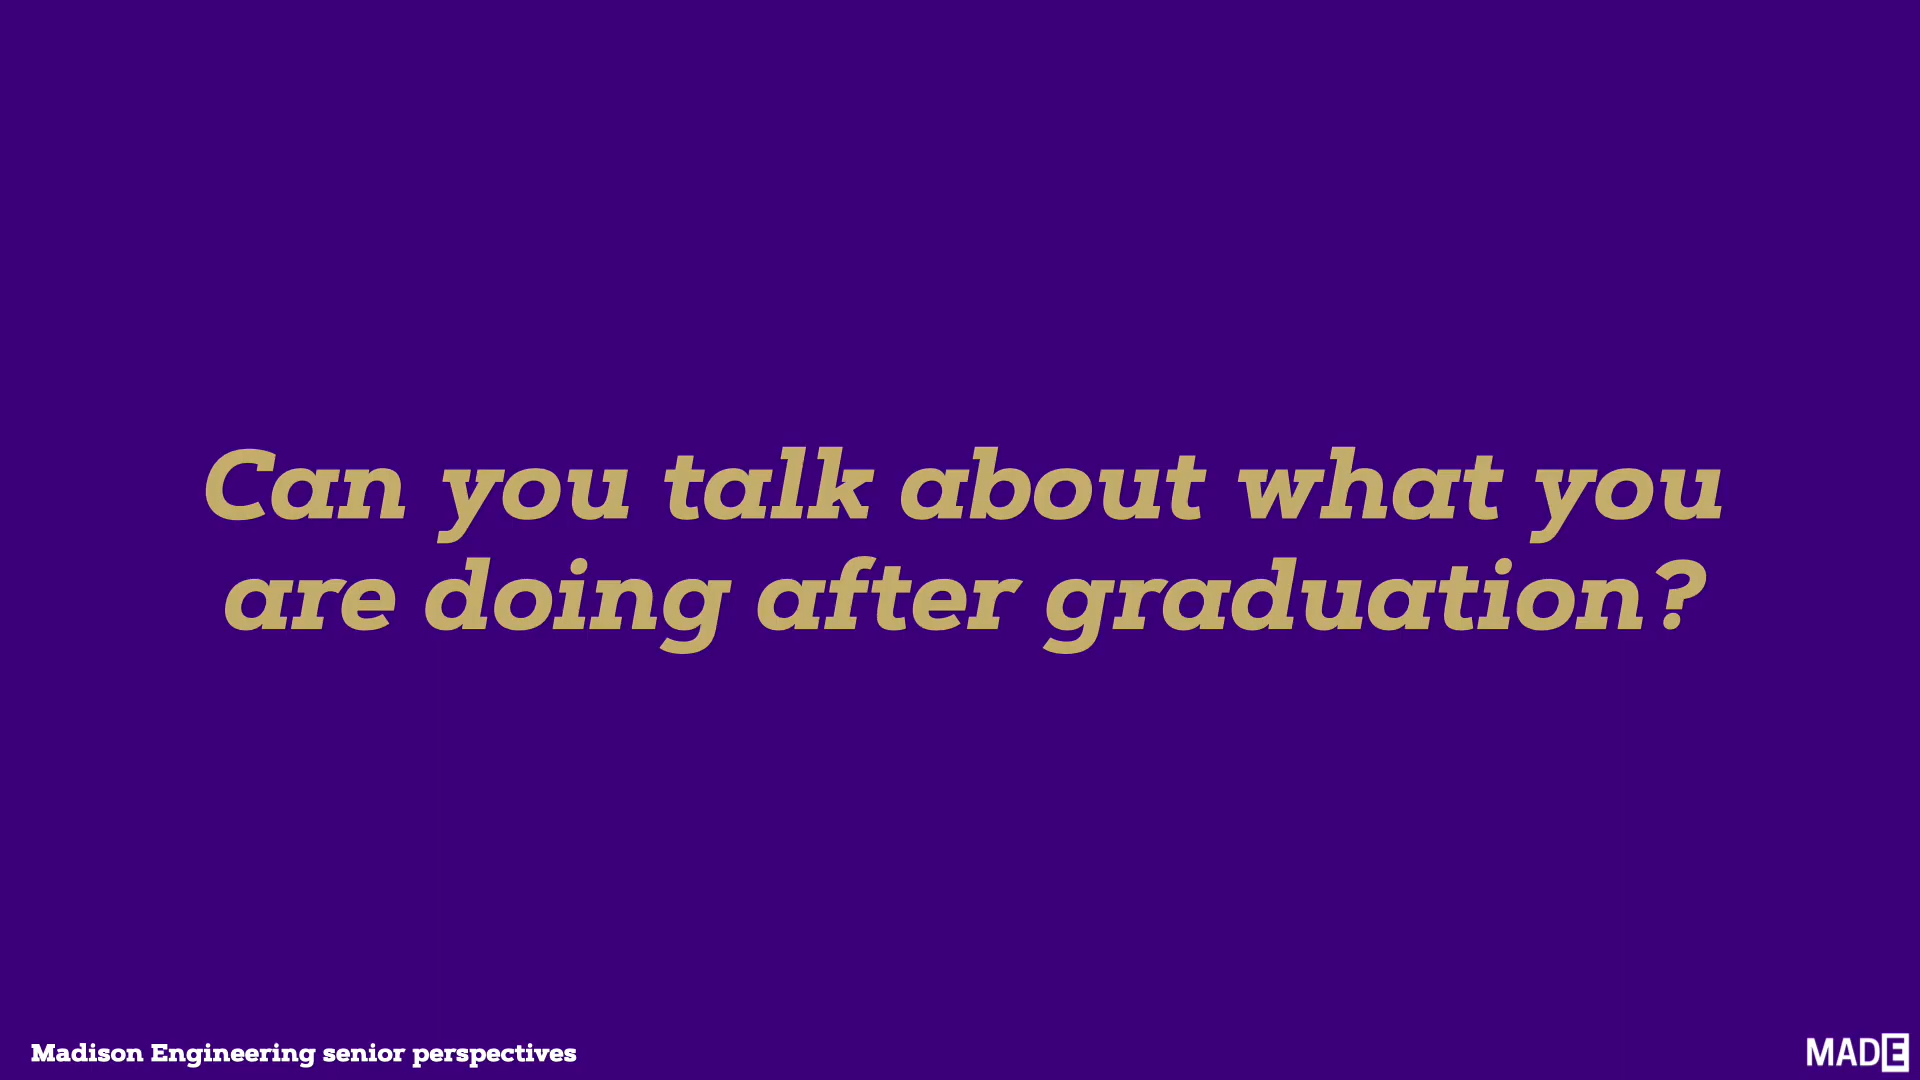 Can you talk about what you
are doing after graduation?
Madison Engineering senior perspectives
MADE